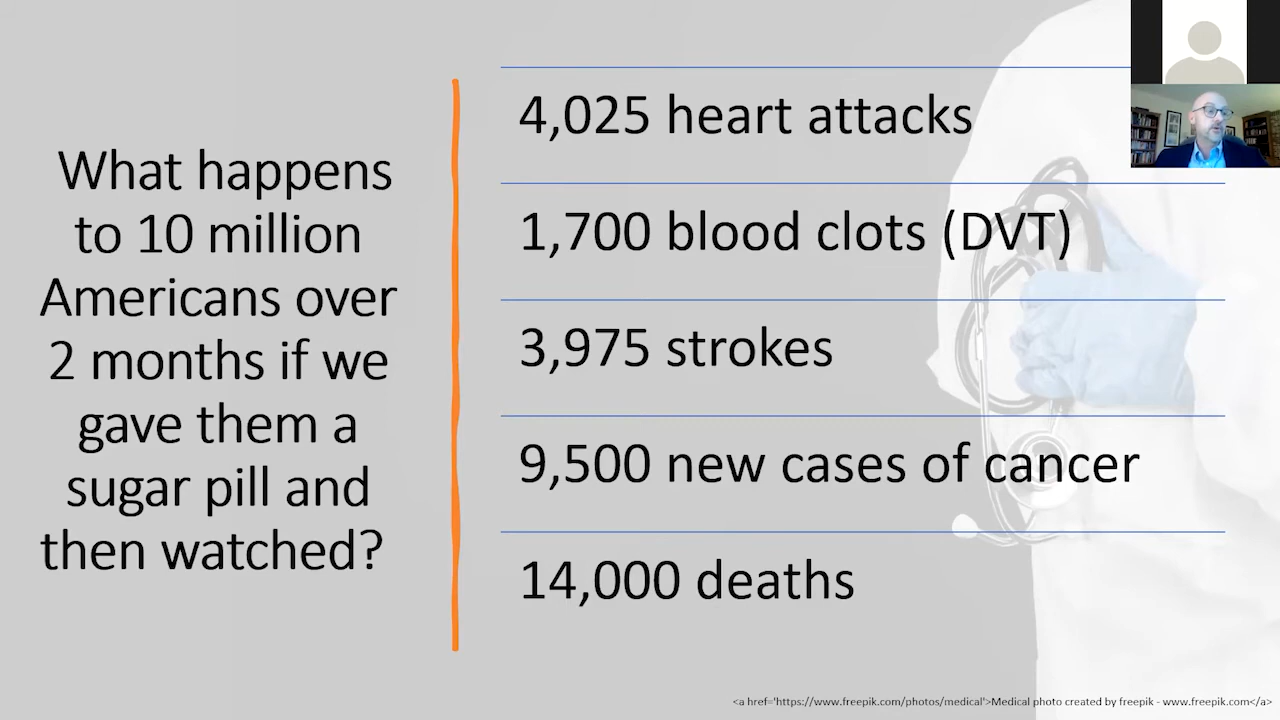 What happens
to 10 million
Americans over
2 months if we
gave them a
sugar pill and
then watched?
4,025 heart attacks
1,700 blood clots (DVT)
3,975 strokes
9,500 new cases of cancer
14,000 deaths
<a href='https://www.freepik.com/photos/medical'>Medical photo created by freepik - www.freepik.com</a>